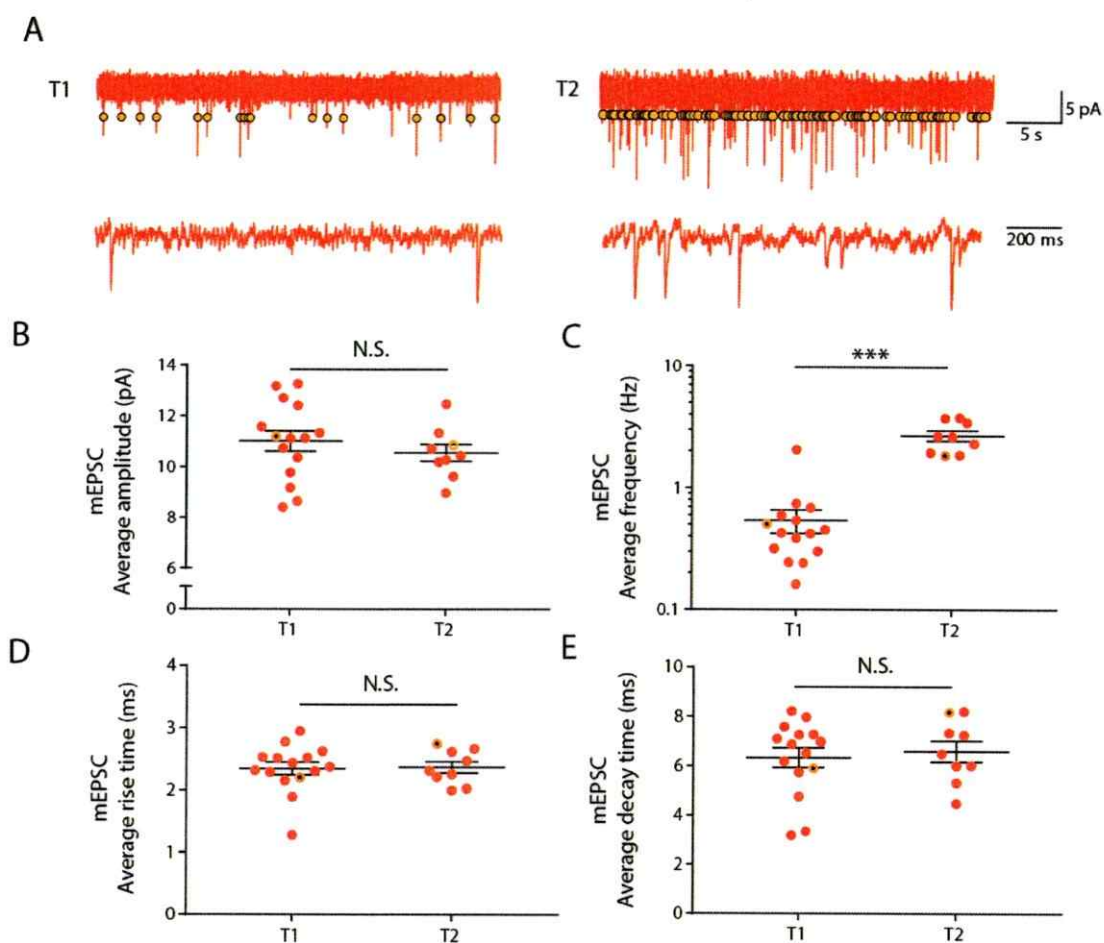 A
T1
T2
5 pA
5 s
200 ms
B
mEPSC
Average amplitude (pA)
14
12
10
8
6
0
N.S.
T1
T2
C
mEPSC
Average frequency (Hz)
10
1
0.1
***
T1
T2
D
mEPSC
Average rise time (ms)
4
3
2
1
0
N.S.
T1
T2
E
mEPSC
Average decay time (ms)
10
8
6
4
2
0
N.S.
T1
T2